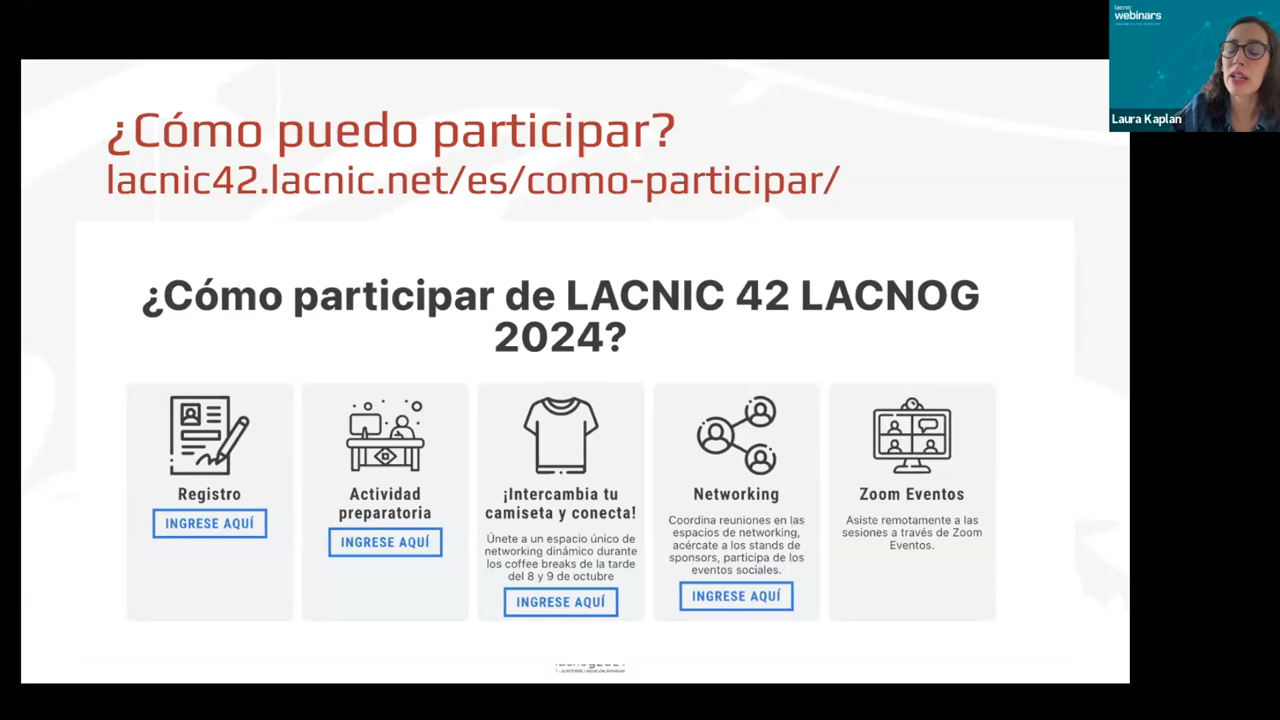 lacnic
webinars
Laura Kaplan
¿Cómo puedo participar?
lacnic42.lacnic.net/es/como-participar/
¿Cómo participar de LACNIC 42 LACNOG
2024?
Registro
INGRESE AQUÍ
Actividad
preparatoria
INGRESE AQUÍ
¡Intercambia tu
camiseta y conecta!
Únete a un espacio único de
networking dinámico durante
los coffee breaks de la tarde
del 8 y 9 de octubre
INGRESE AQUÍ
Networking
Coordina reuniones en las
espacios de networking,
acércate a los stands de
sponsors, participa de los
eventos sociales.
INGRESE AQUÍ
Zoom Eventos
Asiste remotamente a las
sesiones a través de Zoom
Eventos.